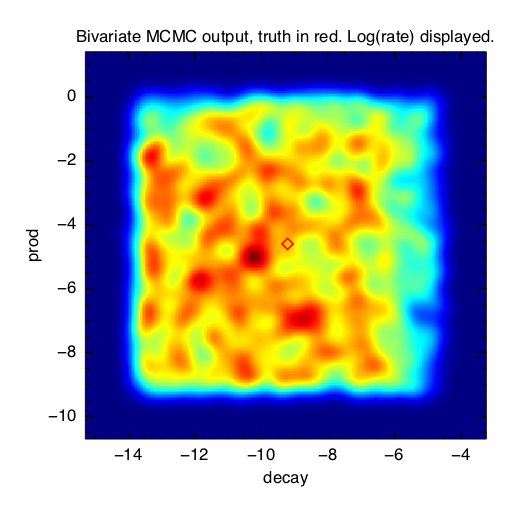 Bivariate MCMC output, truth in red. Log(rate) displayed.
0
−2
−4
−6
−8
−10
prod
−14 −12 −10 −8 −6 −4
decay